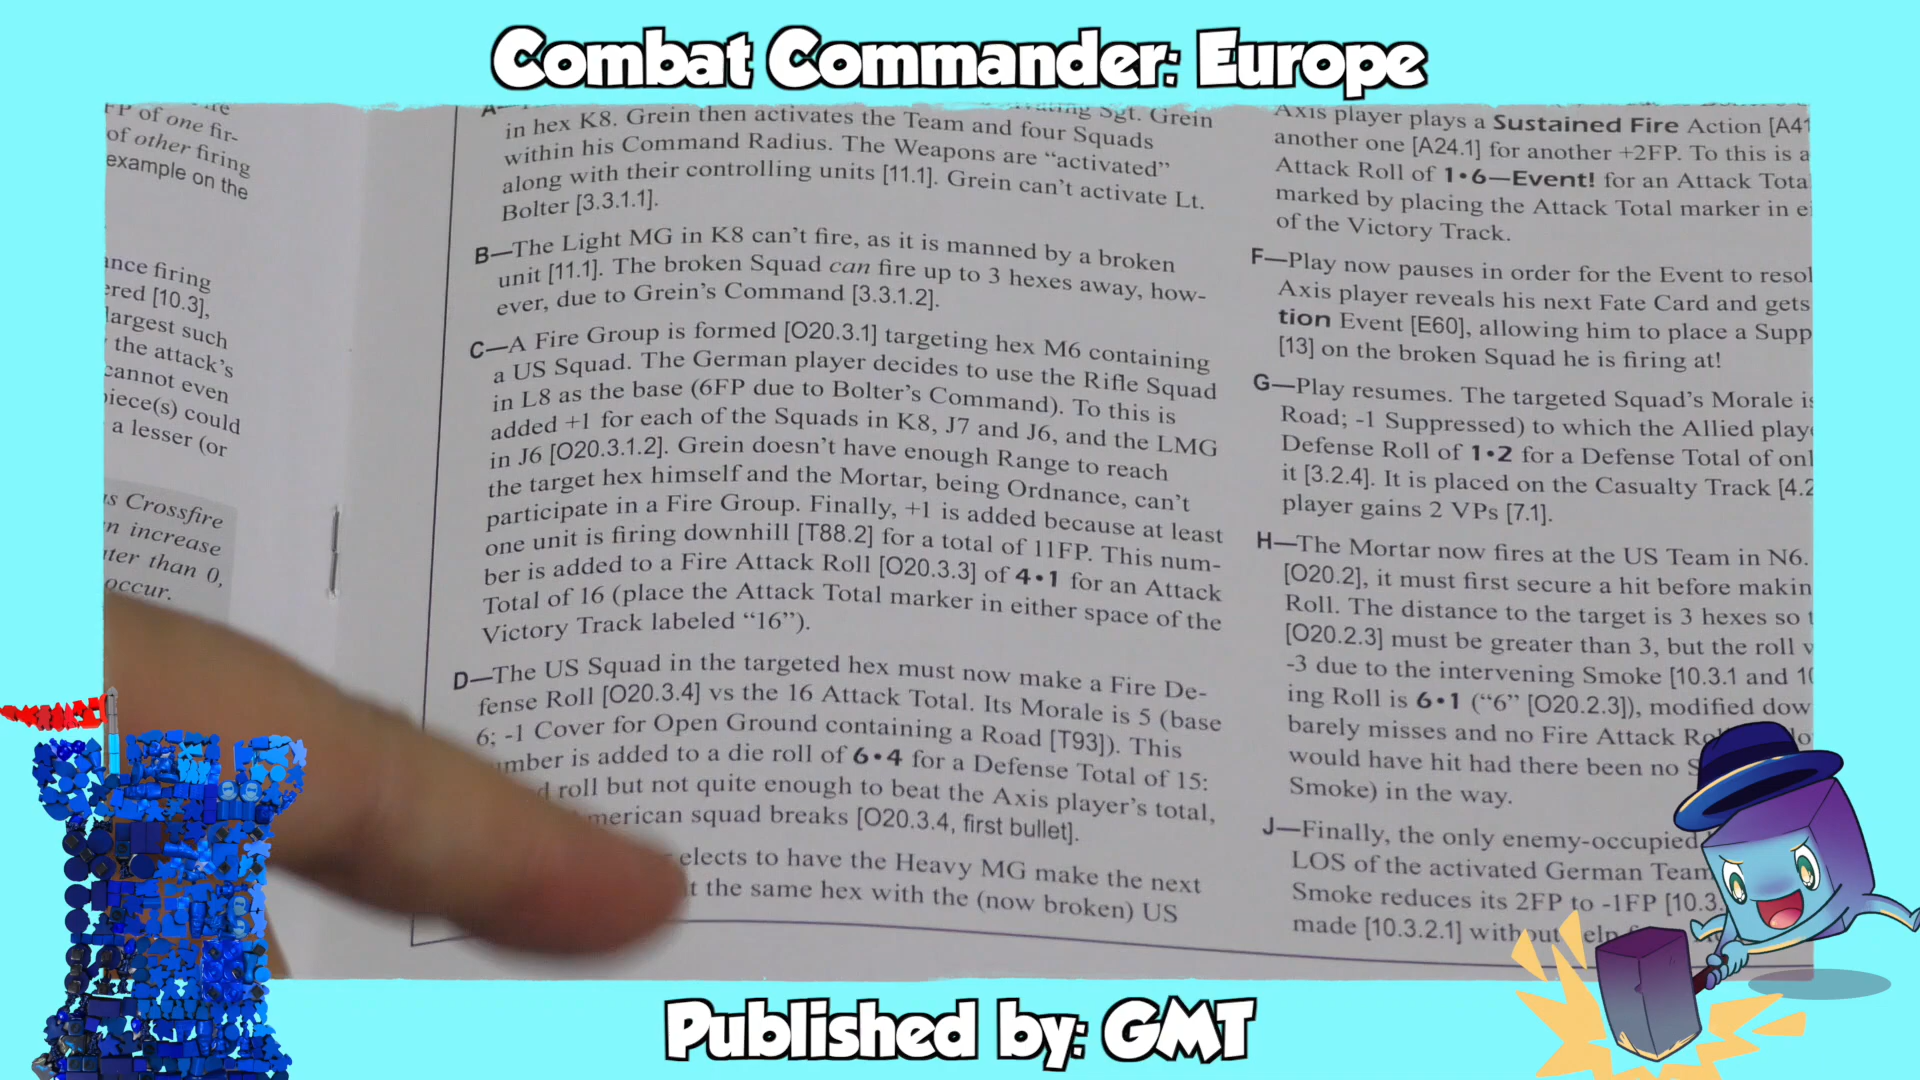 Combat Commander: Europe
FP of one fir-
of other firing
example on the
ance firing
ered [10.3],
largest such
the attack's
cannot even
piece(s) could
a lesser (or
Crossfire
increase
than 0,
occur.
Sgt. Grein
in hex K8. Grein then activates the Team and four Squads
within his Command Radius. The Weapons are “activated”
along with their controlling units [11.1]. Grein can't activate Lt.
Bolter [3.3.1.1].
B—The Light MG in K8 can't fire, as it is manned by a broken
unit [11.1]. The broken Squad can fire up to 3 hexes away, how-
ever, due to Grein's Command [3.3.1.2].
C—A Fire Group is formed [O20.3.1] targeting hex M6 containing
a US Squad. The German player decides to use the Rifle Squad
in L8 as the base (6FP due to Bolter's Command). To this is
added +1 for each of the Squads in K8, J7 and J6, and the LMG
in J6 [O20.3.1.2]. Grein doesn't have enough Range to reach
the target hex himself and the Mortar, being Ordnance, can't
participate in a Fire Group. Finally, +1 is added because at least
one unit is firing downhill [T88.2] for a total of 11FP. This num-
ber is added to a Fire Attack Roll [O20.3.3] of 4•1 for an Attack
Total of 16 (place the Attack Total marker in either space of the
Victory Track labeled “16”).
D—The US Squad in the targeted hex must now make a Fire De-
fense Roll [O20.3.4] vs the 16 Attack Total. Its Morale is 5 (base
6; -1 Cover for Open Ground containing a Road [T93]). This
umber is added to a die roll of 6•4 for a Defense Total of 15:
d roll but not quite enough to beat the Axis player's total,
merican squad breaks [O20.3.4, first bullet].
elects to have the Heavy MG make the next
t the same hex with the (now broken) US
Axis player plays a Sustained Fire Action [A41
another one [A24.1] for another +2FP. To this is a
Attack Roll of 1•6—Event! for an Attack Tota
marked by placing the Attack Total marker in ei
of the Victory Track.
F—Play now pauses in order for the Event to resol
Axis player reveals his next Fate Card and gets
tion Event [E60], allowing him to place a Supp
[13] on the broken Squad he is firing at!
G—Play resumes. The targeted Squad's Morale is
Road; -1 Suppressed) to which the Allied play
Defense Roll of 1•2 for a Defense Total of onl
it [3.2.4]. It is placed on the Casualty Track [4.2
player gains 2 VPs [7.1].
H—The Mortar now fires at the US Team in N6.
[O20.2], it must first secure a hit before makin
Roll. The distance to the target is 3 hexes so t
[O20.2.3] must be greater than 3, but the roll w
-3 due to the intervening Smoke [10.3.1 and 10
ing Roll is 6•1 (“6” [O20.2.3]), modified dow
barely misses and no Fire Attack
would have hit had there been no S
Smoke) in the way.
J—Finally, the only enemy-occupied
LOS of the activated German Team
Smoke reduces its 2FP to -1FP [10.3.
made [10.3.2.1] without
Published by: GMT